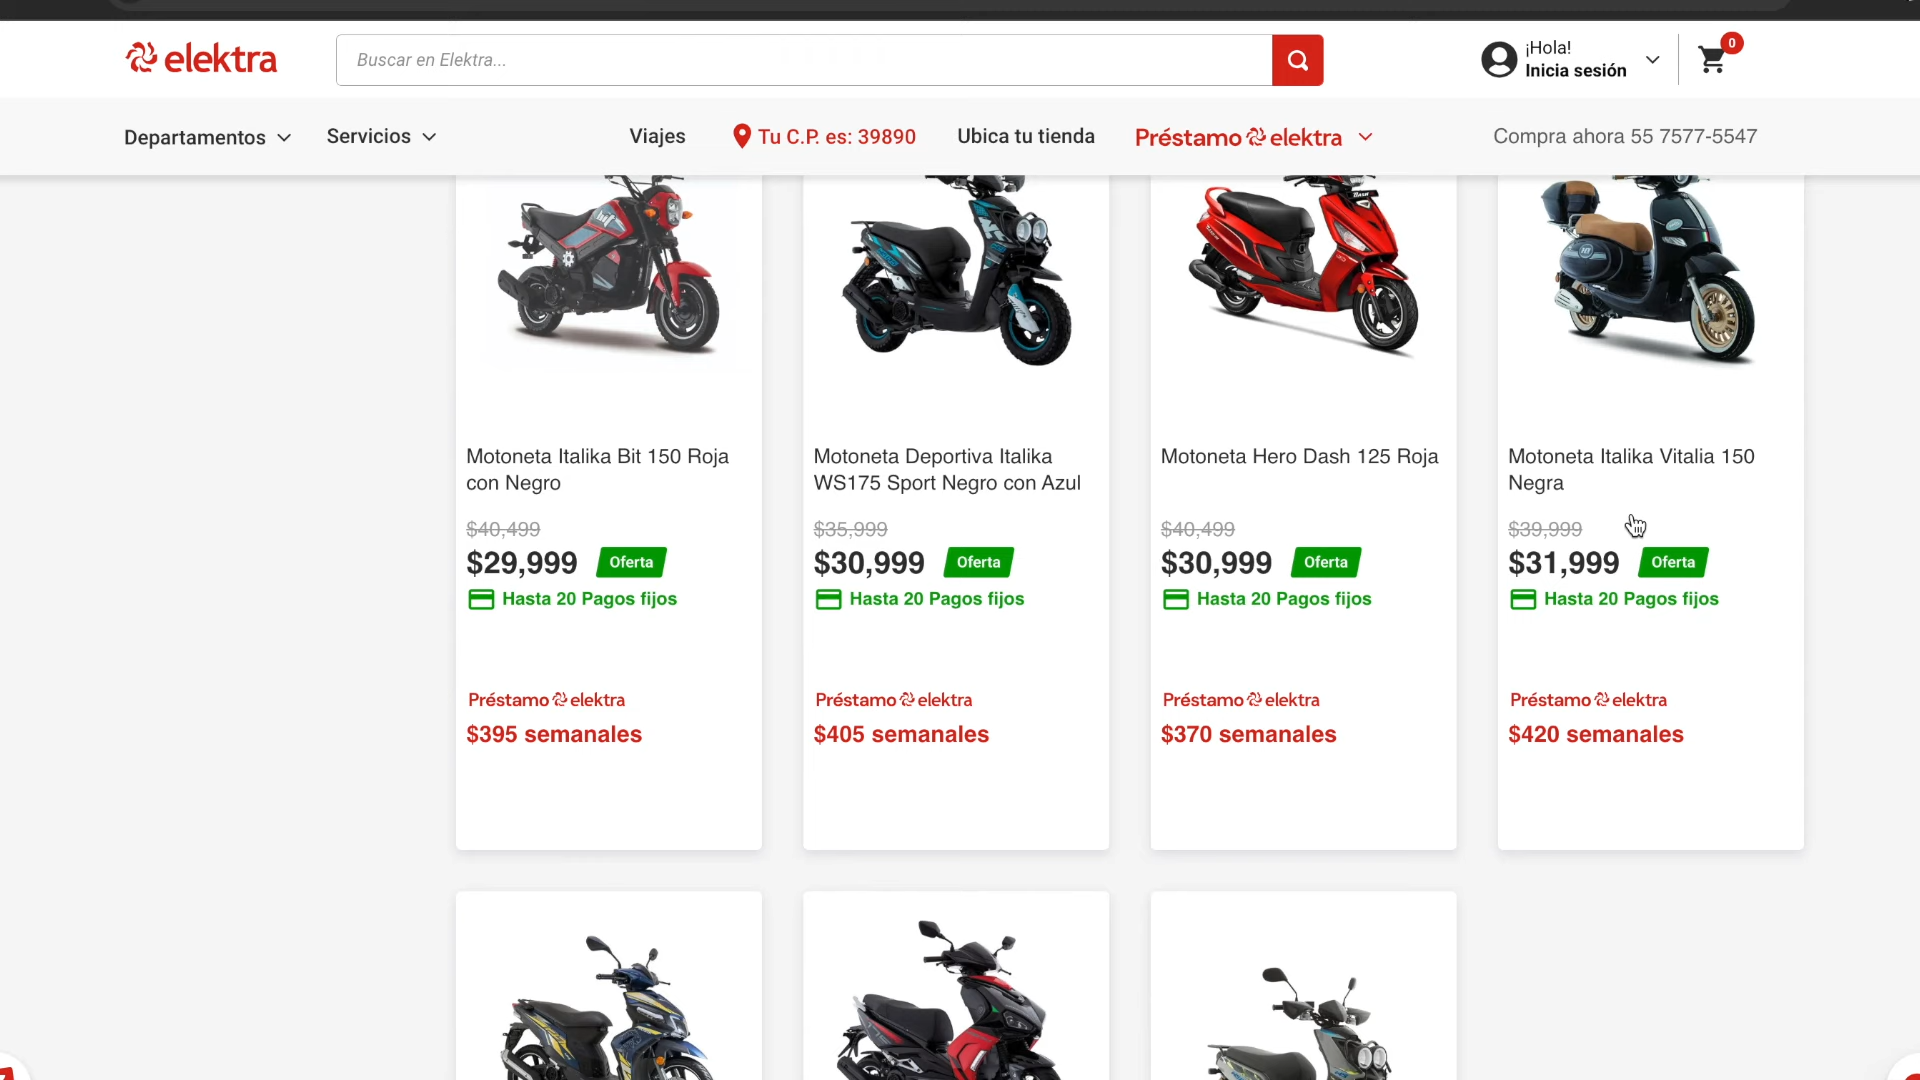 elektra
Buscar en Elektra...
¡Hola!
Inicia sesión
0
Departamentos
Servicios
Viajes
Tu C.P. es: 39890
Ubica tu tienda
Préstamo elektra
Compra ahora 55 7577-5547
Motoneta Italika Bit 150 Roja
con Negro
$40,499
$29,999 Oferta
Hasta 20 Pagos fijos
Préstamo elektra
$395 semanales
Motoneta Deportiva Italika
WS175 Sport Negro con Azul
$35,999
$30,999 Oferta
Hasta 20 Pagos fijos
Préstamo elektra
$405 semanales
Motoneta Hero Dash 125 Roja
$40,499
$30,999 Oferta
Hasta 20 Pagos fijos
Préstamo elektra
$370 semanales
Motoneta Italika Vitalia 150
Negra
$39,999
$31,999 Oferta
Hasta 20 Pagos fijos
Préstamo elektra
$420 semanales